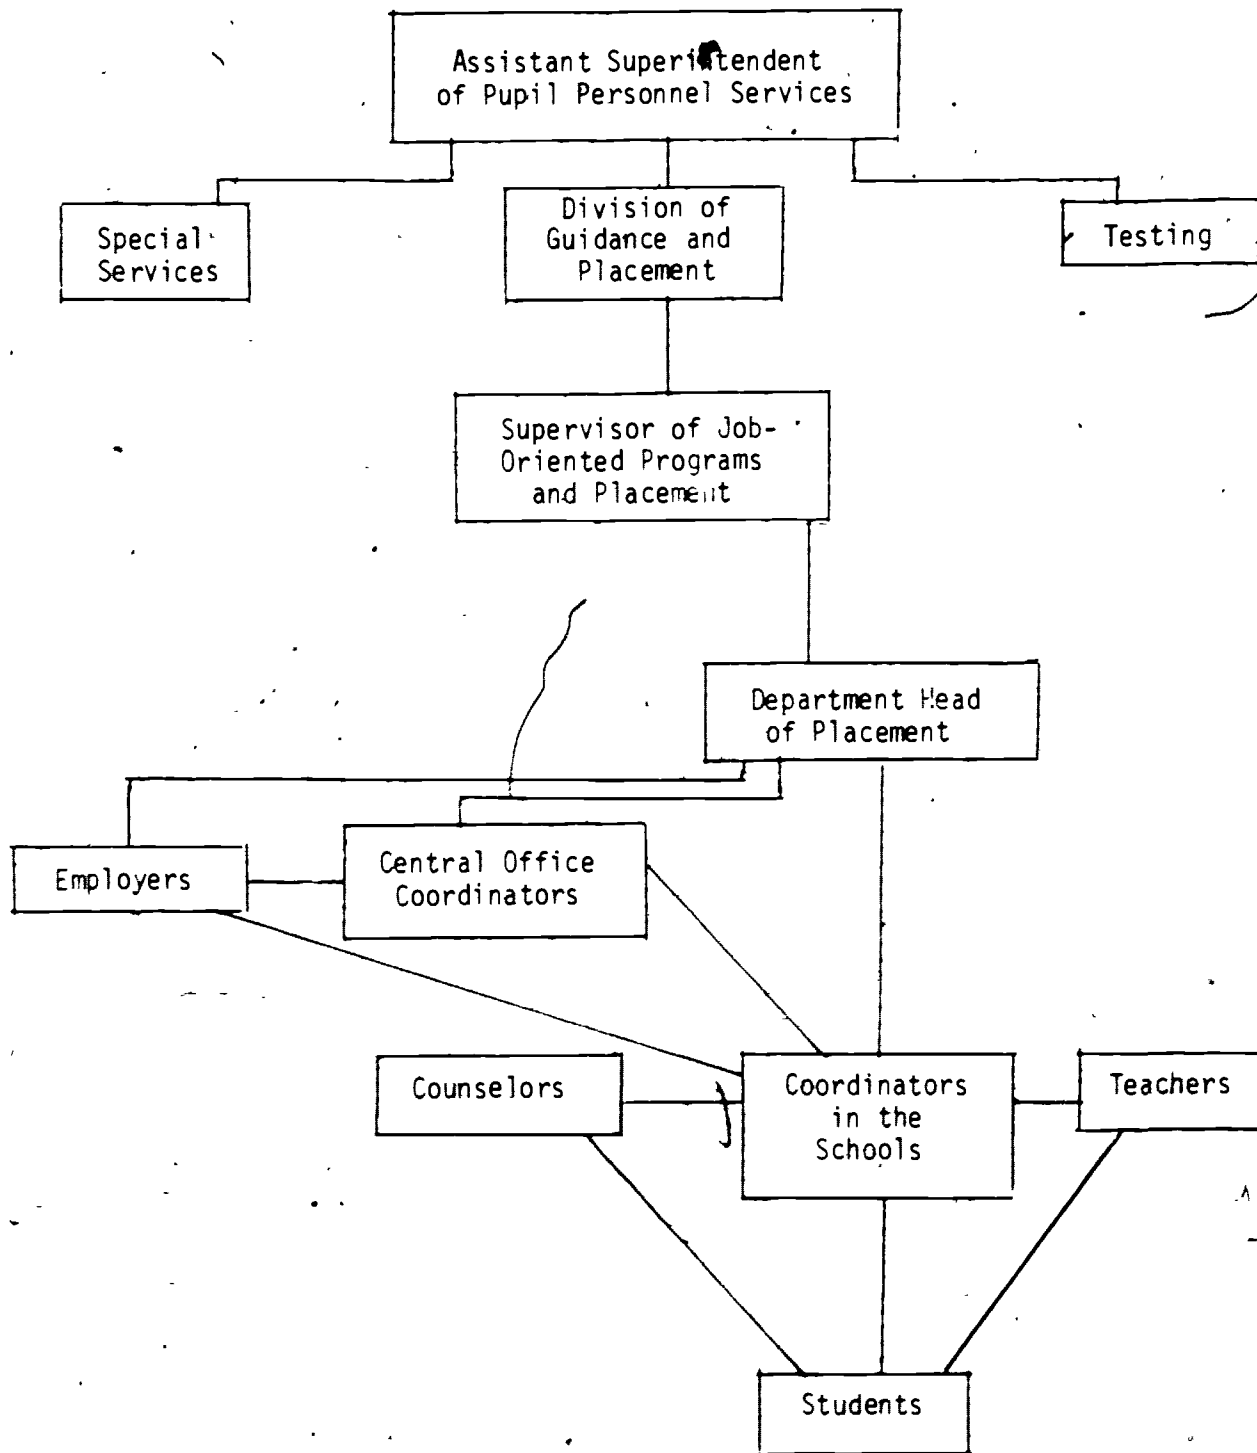 Assistant Superintendent
of Pupil Personnel Services
Special
Services
Division of
Guidance and
Placement
Testing
Supervisor of Job-
Oriented Programs
and Placement
Department Head
of Placement
Employers
Central Office
Coordinators
Counselors
Coordinators
in the
Schools
Teachers
Students